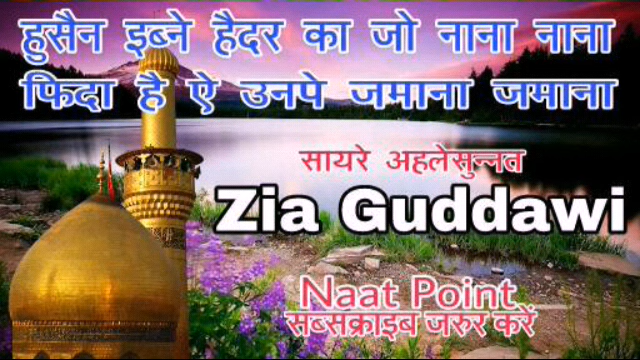 हुसैन इब्ने हैदर का जो नाना नाना
फिदा है ऐ उनपे जमाना जमाना
सायरे अहलेसुन्नत
Zia Guddawi
Naat Point
सब्सक्राइब जरुर करें